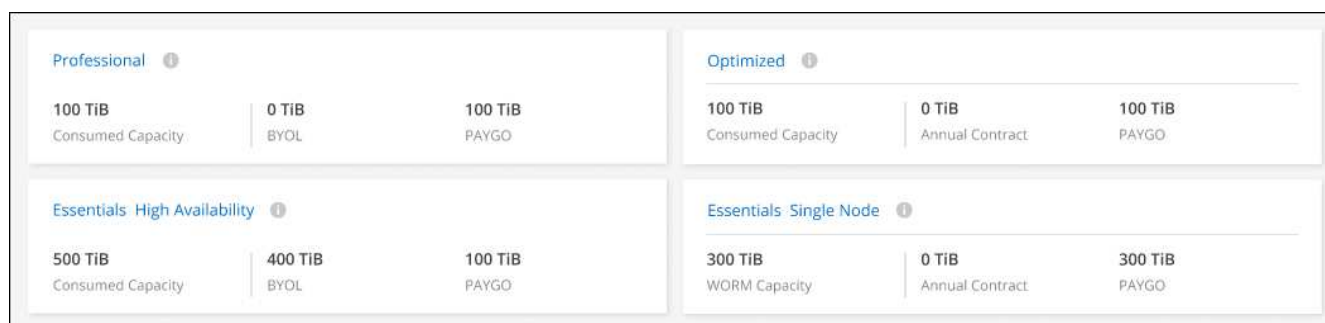 Professional
100 TiB 0 TiB 100 TiB
Consumed Capacity BYOL PAYGO
Optimized
100 TiB 0 TiB 100 TiB
Consumed Capacity Annual Contract PAYGO
Essentials High Availability
500 TiB 400 TiB 100 TiB
Consumed Capacity BYOL PAYGO
Essentials Single Node
300 TiB 0 TiB 300 TiB
WORM Capacity Annual Contract PAYGO